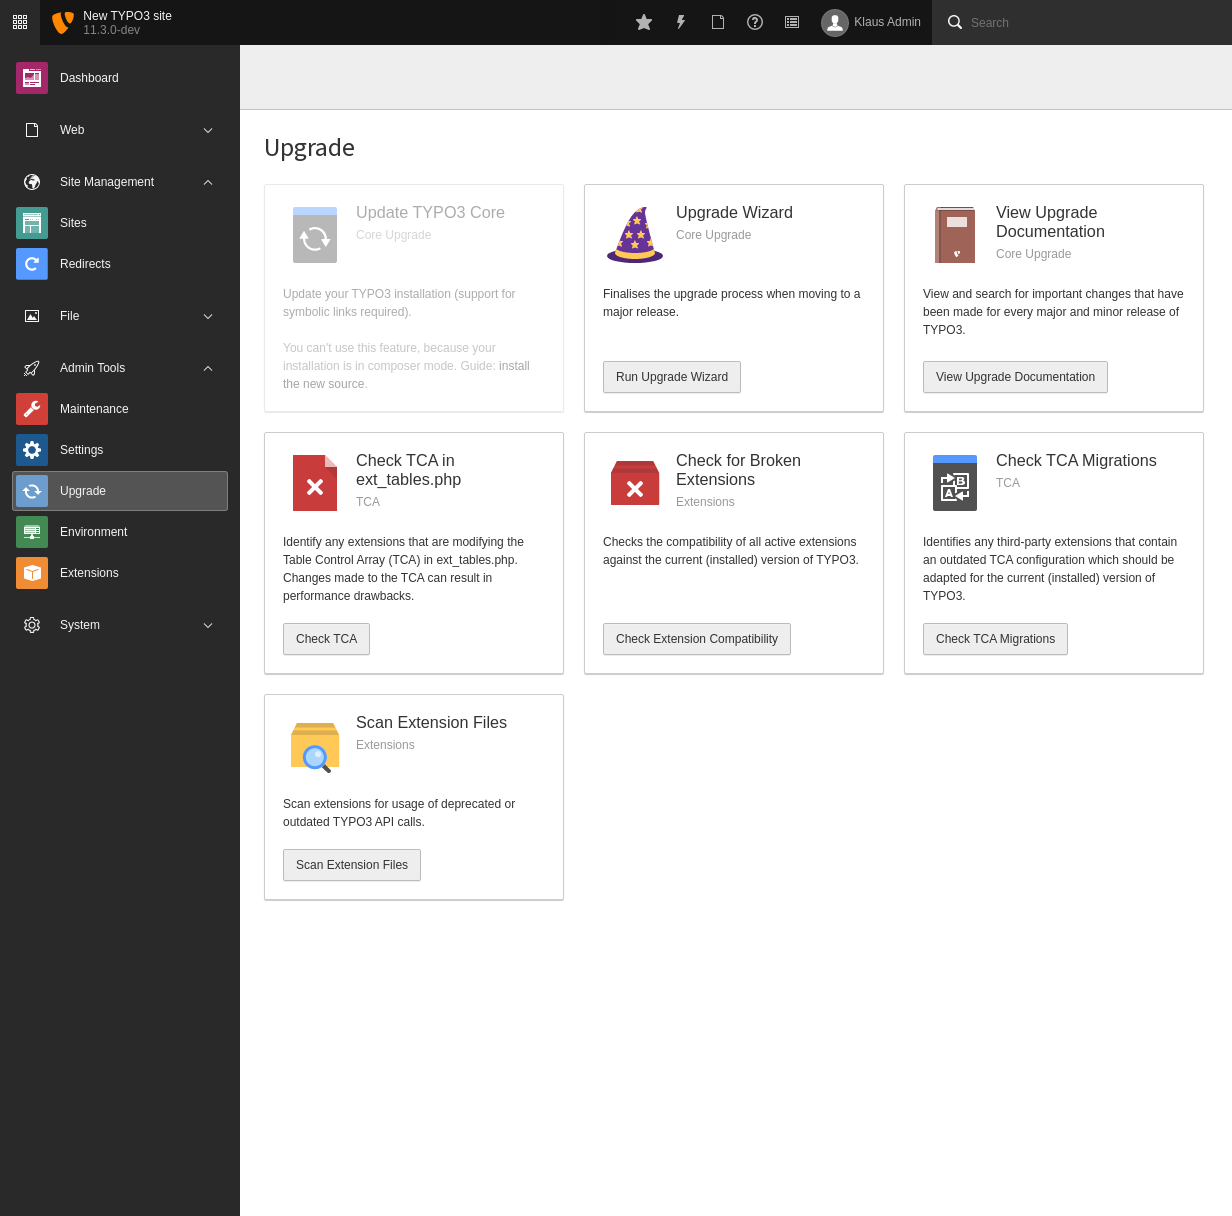 New TYPO3 site
11.3.0-dev
Klaus Admin
Search
Dashboard
Web
Site Management
Sites
Redirects
File
Admin Tools
Maintenance
Settings
Upgrade
Environment
Extensions
System
Upgrade
Update TYPO3 Core
Core Upgrade
Update your TYPO3 installation (support for
symbolic links required).
You can't use this feature, because your
installation is in composer mode. Guide: install
the new source.
Upgrade Wizard
Core Upgrade
Finalises the upgrade process when moving to a
major release.
Run Upgrade Wizard
View Upgrade
Documentation
Core Upgrade
View and search for important changes that have
been made for every major and minor release of
TYPO3.
View Upgrade Documentation
Check TCA in
ext_tables.php
TCA
Identify any extensions that are modifying the
Table Control Array (TCA) in ext_tables.php.
Changes made to the TCA can result in
performance drawbacks.
Check TCA
Check for Broken
Extensions
Extensions
Checks the compatibility of all active extensions
against the current (installed) version of TYPO3.
Check Extension Compatibility
B
A
Check TCA Migrations
TCA
Identifies any third-party extensions that contain
an outdated TCA configuration which should be
adapted for the current (installed) version of
TYPO3.
Check TCA Migrations
Scan Extension Files
Extensions
Scan extensions for usage of deprecated or
outdated TYPO3 API calls.
Scan Extension Files